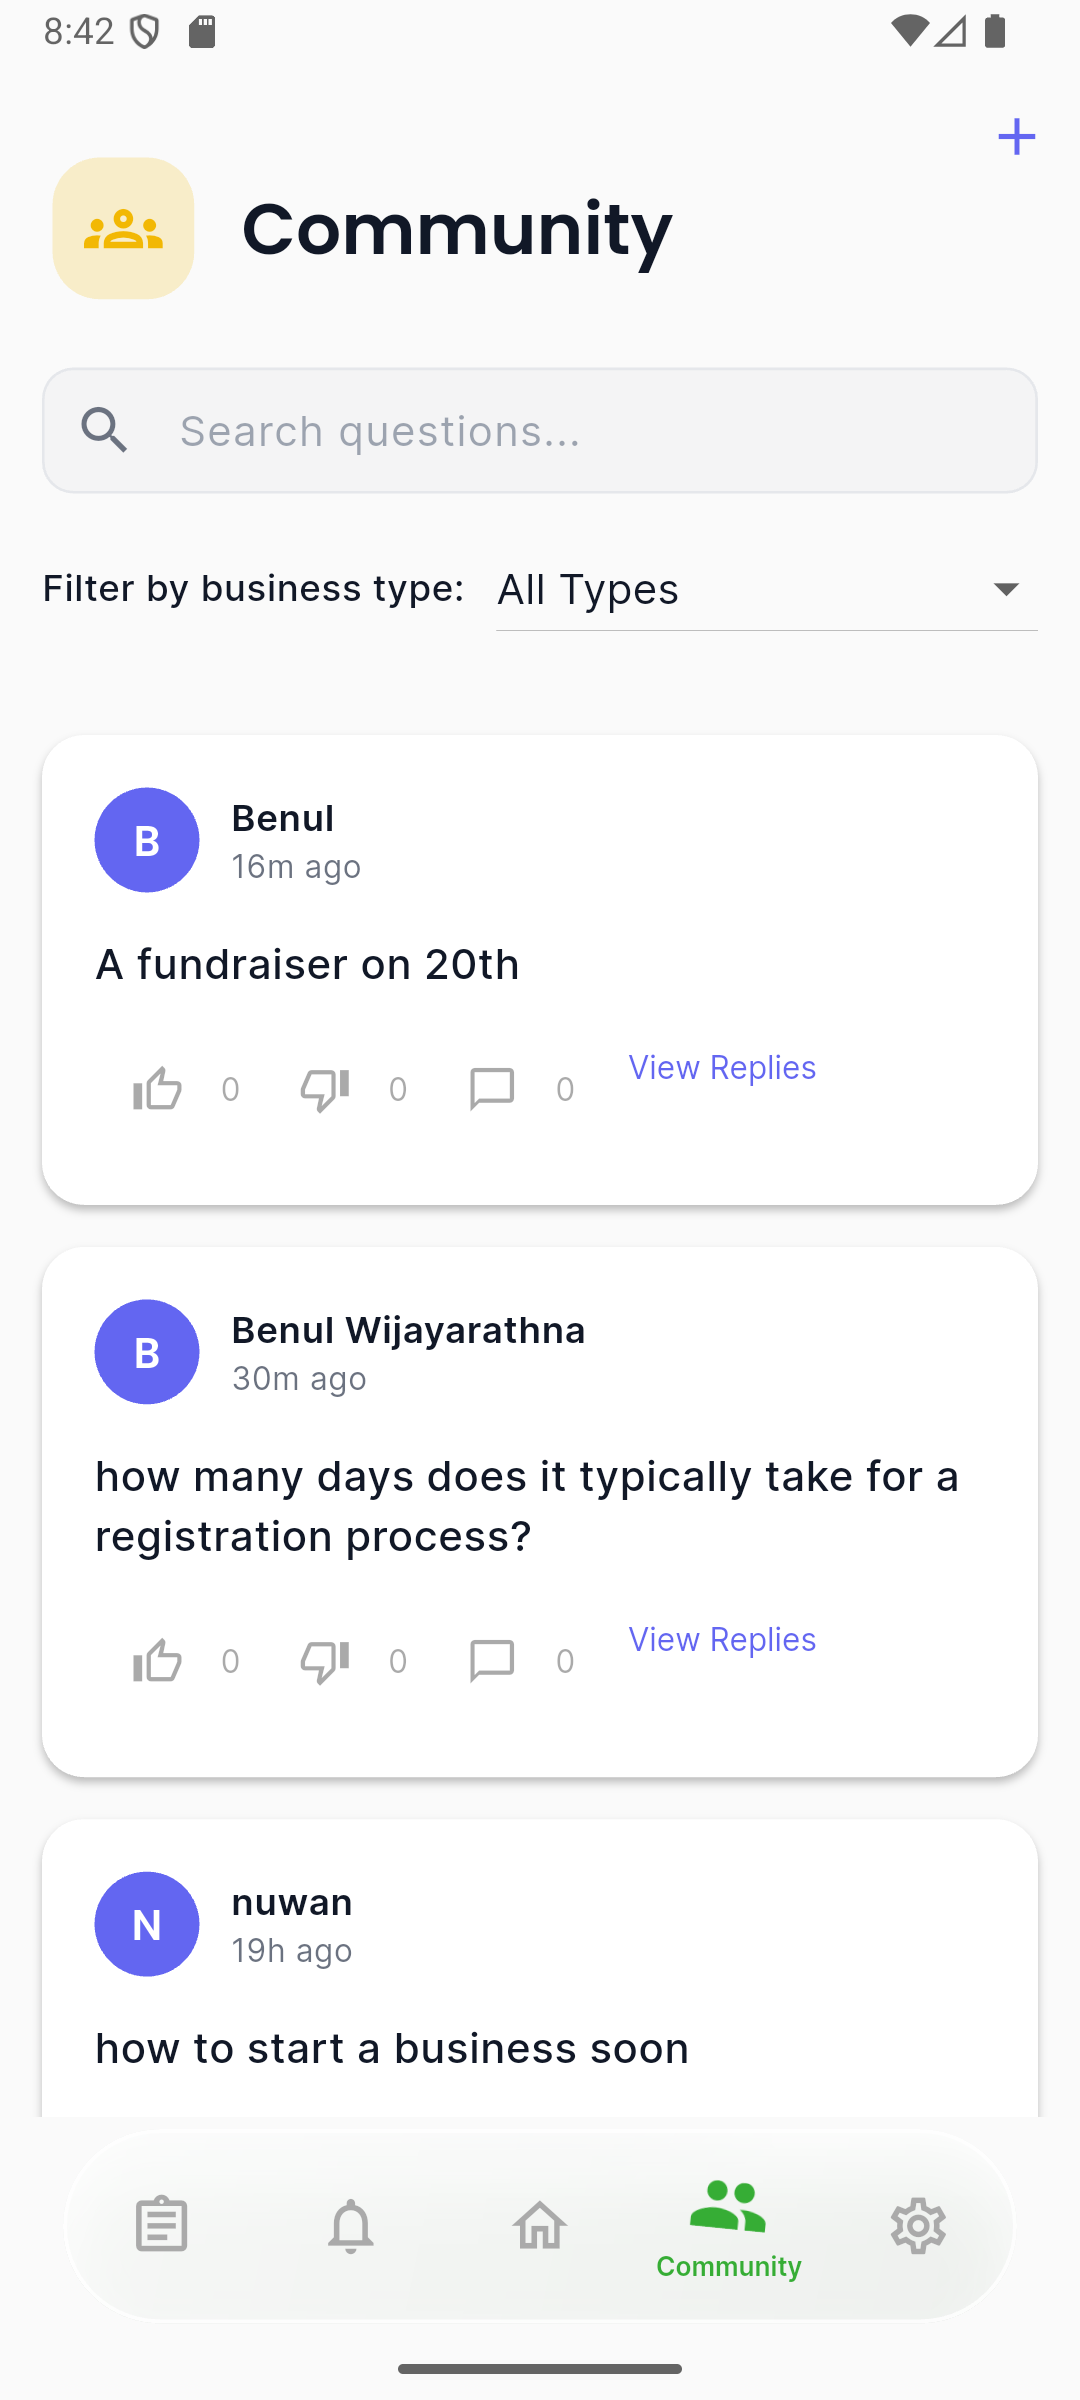 8:42
Community
Search questions...
Filter by business type: All Types
B
Benul
16m ago
A fundraiser on 20th
0 0 0 View Replies
B
Benul Wijayarathna
30m ago
how many days does it typically take for a
registration process?
0 0 0 View Replies
N
nuwan
19h ago
how to start a business soon
Community